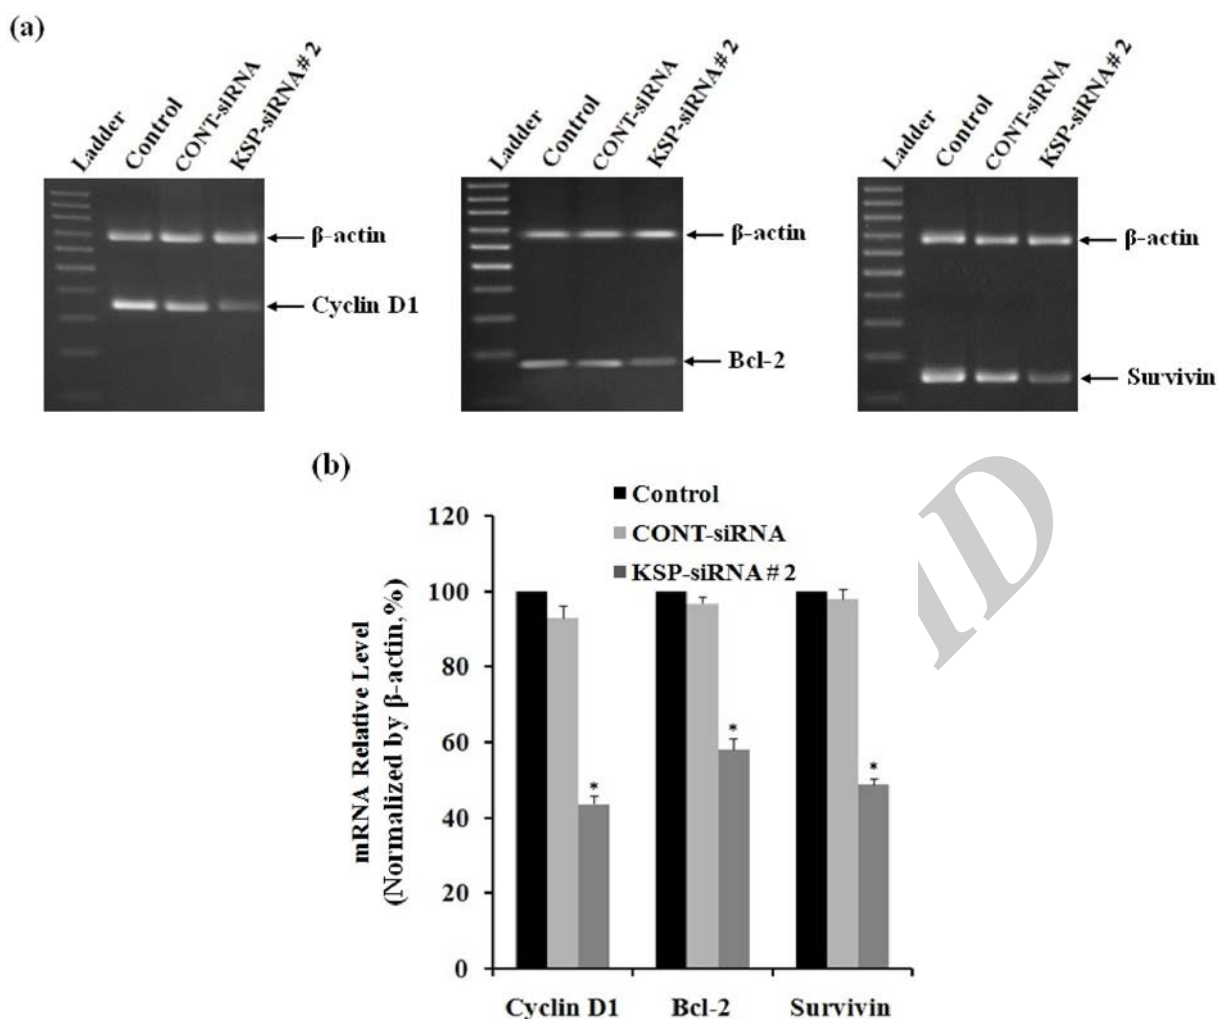 (a)
Ladder
Control
CONT-siRNA
KSP-siRNA#2
Ladder
Control
CONT-siRNA
KSP-siRNA#2
Ladder
Control
CONT-siRNA
KSP-siRNA#2
β-actin
Cyclin D1
β-actin
Bcl-2
β-actin
Survivin
(b)
Control
CONT-siRNA
KSP-siRNA#2
mRNA Relative Level
(Normalized by β-actin,%)
120
100
80
60
40
20
0
*
*
*
Cyclin D1
Bcl-2
Survivin